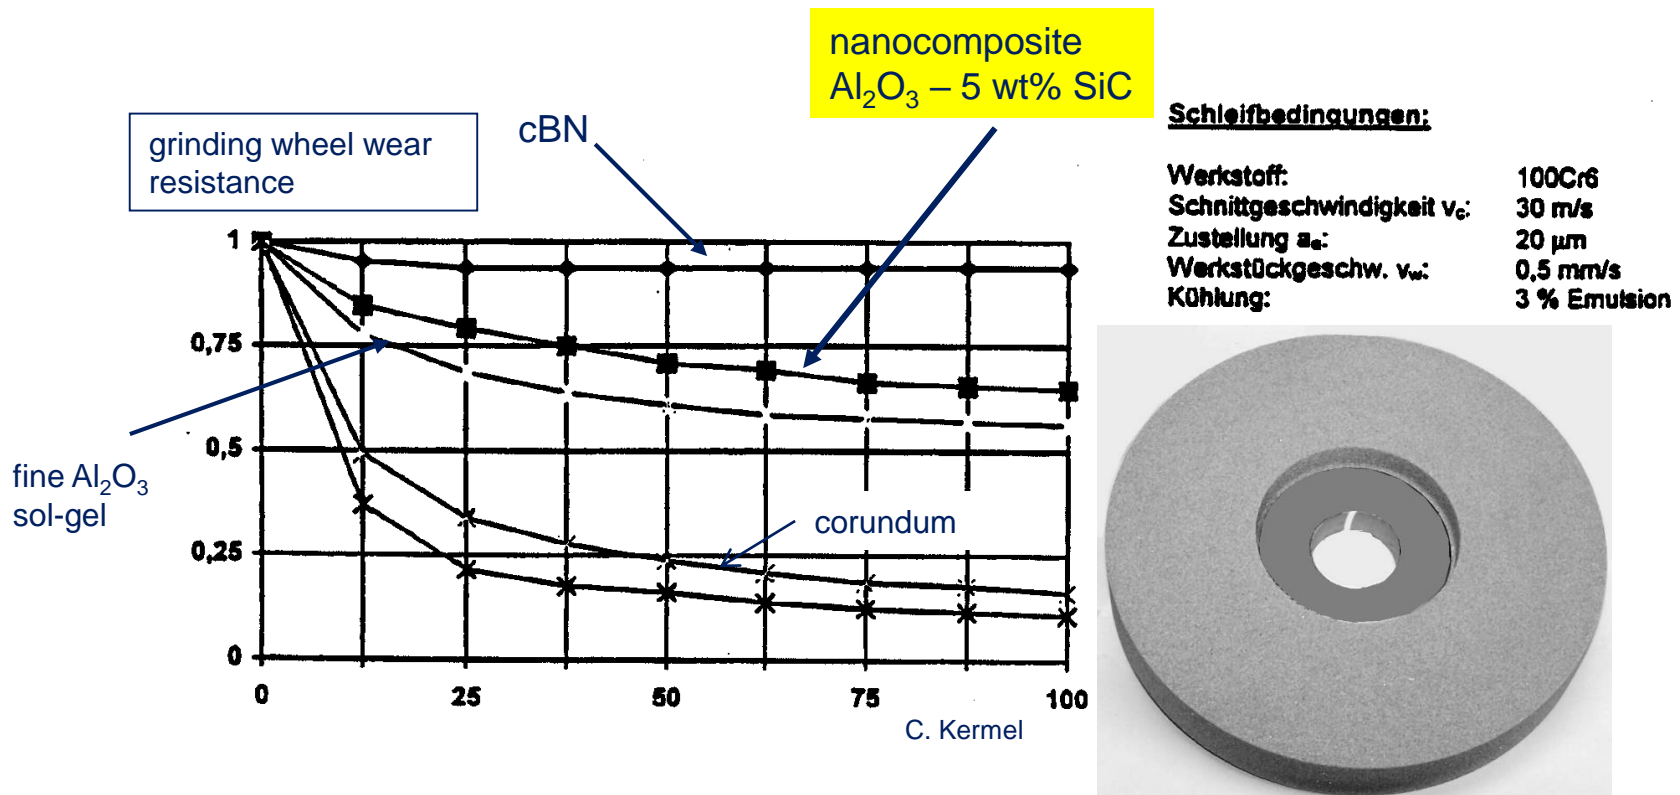 nanocomposite
Al₂O₃ – 5 wt% SiC
cBN
grinding wheel wear
resistance
Schleifbedingungen:
Werkstoff: 100Cr6
Schnittgeschwindigkeit v꜀: 30 m/s
Zustellung aₑ: 20 µm
Werkstückgeschw. v_w: 0,5 mm/s
Kühlung: 3 % Emulsion
1
0,75
0,5
fine Al₂O₃
sol-gel
corundum
0,25
0
0 25 50 75 100
C. Kermel